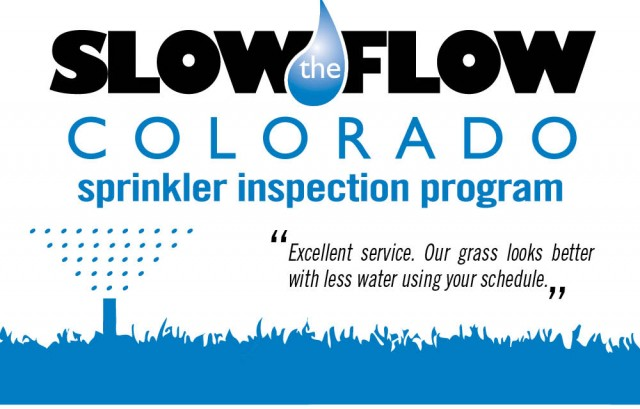 SLOW the FLOW
COLORADO
sprinkler inspection program
“Excellent service. Our grass looks better
with less water using your schedule.”